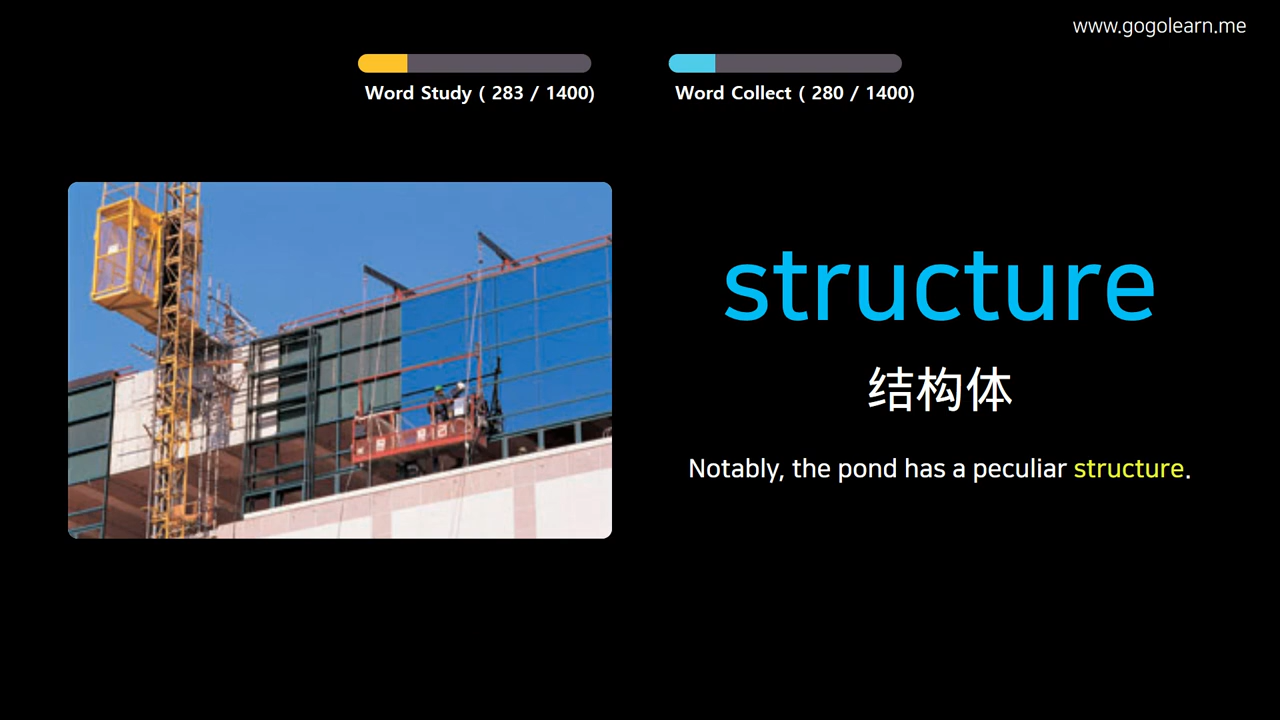 www.gogolearn.me
Word Study ( 283 / 1400)
Word Collect ( 280 / 1400)
structure
结构体
Notably, the pond has a peculiar structure.